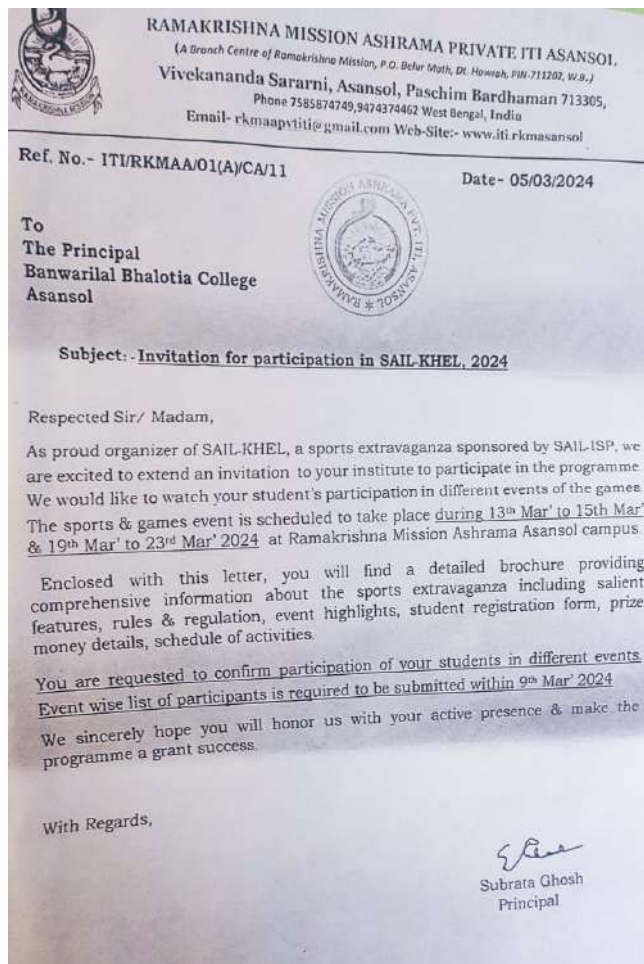 RAMAKRISHNA MISSION ASHRAMA PRIVATE ITI ASANSOL
(A Branch Centre of Ramakrishna Mission, P.O. Belur Math, Dt. Howrah, PIN-711202, W.B.)
Vivekananda Sararni, Asansol, Paschim Bardhaman 713305,
Phone 7585874749,9474374462 West Bengal, India
Email- rkmaapvtiti@gmail.com Web-Site:- www.iti.rkmasansol
RAMAKRISHNA MISSION
Ref. No.- ITI/RKMAA/01(A)/CA/11
Date- 05/03/2024
RAMAKRISHNA MISSION ASHRAMA PVT. ITI, ASANSOL
To
The Principal
Banwarilal Bhalotia College
Asansol
Subject: - Invitation for participation in SAIL-KHEL, 2024
Respected Sir/ Madam,
As proud organizer of SAIL-KHEL, a sports extravaganza sponsored by SAIL-ISP, we
are excited to extend an invitation to your institute to participate in the programme.
We would like to watch your student's participation in different events of the games
The sports & games event is scheduled to take place during 13th Mar' to 15th Mar'
& 19th Mar' to 23rd Mar' 2024 at Ramakrishna Mission Ashrama Asansol campus.
Enclosed with this letter, you will find a detailed brochure providing
comprehensive information about the sports extravaganza including salient
features, rules & regulation, event highlights, student registration form, prize
money details, schedule of activities.
You are requested to confirm participation of your students in different events.
Event wise list of participants is required to be submitted within 9th Mar' 2024
We sincerely hope you will honor us with your active presence & make the
programme a grant success.
With Regards,
Subrata Ghosh
Principal